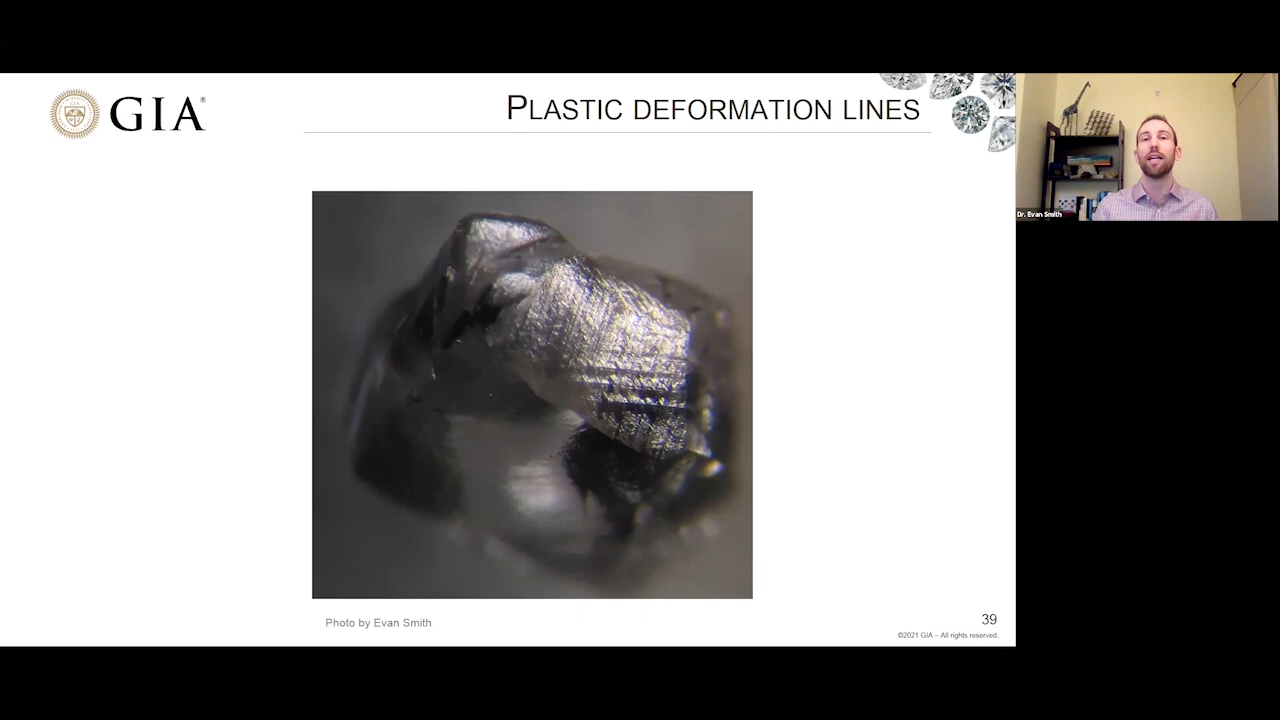 GIA®
PLASTIC DEFORMATION LINES
Dr. Evan Smith
Photo by Evan Smith
39
©2021 GIA – All rights reserved.